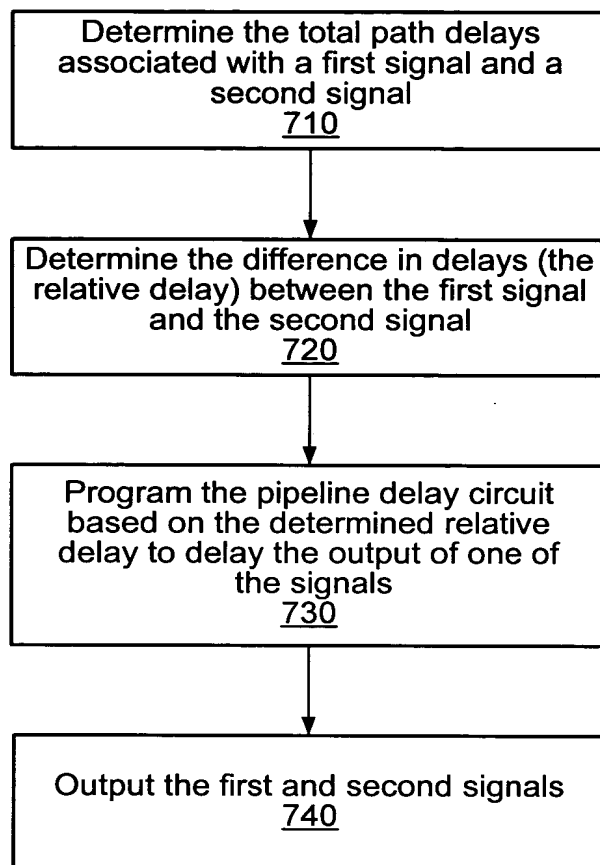 Determine the total path delays
associated with a first signal and a
second signal
710
Determine the difference in delays (the
relative delay) between the first signal
and the second signal
720
Program the pipeline delay circuit
based on the determined relative
delay to delay the output of one of
the signals
730
Output the first and second signals
740